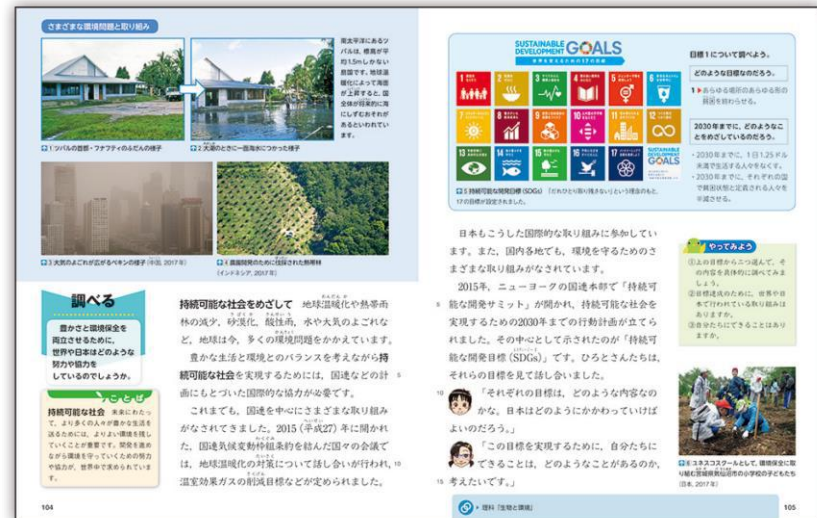 さまざまな環境問題と取り組み
南太平洋にあるツ
バルは、標高が平
均1.5mしかない
島国です。地球温
暖化によって海面
が上昇すると、国
全体が将来的に海
にしずむおそれが
あるといわれてい
ます。
1 ツバルの首都・フナフティのふだんの様子
2 大潮のときに一面海水につかった様子
3 大気のよごれが広がるペキンの様子(中国、2017年)
4 農園開発のために伐採された熱帯林
(インドネシア、2017年)
調べる
豊かさと環境保全を
両立させるために、
世界や日本はどのような
努力や協力を
しているのでしょうか。
ことば
持続可能な社会 未来にわたっ
て、より多くの人々が豊かな生活を
送るためには、よりよい環境を残し
ていくことが重要です。開発を進め
ながら環境を守っていくための努力
や協力が、世界中で求められていま
す。
持続可能な社会をめざして 地球温暖化や熱帯雨
林の減少、砂漠化、酸性雨、水や大気のよごれな
ど、地球は今、多くの環境問題をかかえています。
豊かな生活と環境とのバランスを考えながら持
続可能な社会を実現するためには、国連などの計 5
画にもとづいた国際的な協力が必要です。
これまでも、国連を中心にさまざまな取り組み
がなされてきました。2015(平成27)年に開かれ
た、国連気候変動枠組条約を結んだ国々の会議で
は、地球温暖化の対策について話し合いが行われ、10
温室効果ガスの削減目標などが定められました。
104
SUSTAINABLE
DEVELOPMENT GOALS
世界を変えるための17の目標
1 2 3 4 5 6
7 8 9 10 11 12
13 14 15 16 17
SUSTAINABLE
DEVELOPMENT
GOALS
5 持続可能な開発目標(SDGs) 「だれひとり取り残さない」という理念のもと、
17の目標が設定されました。
目標1について調べよう。
どのような目標なのだろう。
1 ▶ あらゆる場所のあらゆる形の
貧困を終わらせる。
2030年までに、どのようなこ
とをめざしているのだろう。
・2030年までに、1日1.25ドル
未満で生活する人々をなくす。
・2030年までに、それぞれの国
で貧困状態と定義される人々を
半減させる。
日本もこうした国際的な取り組みに参加してい
ます。また、国内各地でも、環境を守るためのさ
まざまな取り組みがなされています。
2015年、ニューヨークの国連本部で「持続可
5 能な開発サミット」が開かれ、持続可能な社会を
実現するための2030年までの行動計画が立てら
れました。その中心として示されたのが「持続可
能な開発目標(SDGs)」です。ひろとさんたちは、
それらの目標を見て話し合いました。
10 「それぞれの目標は、どのような内容なの
かな。日本はどのようにかかわっていけば
よいのだろう。」
「この目標を実現するために、自分たちに
できることは、どのようなことがあるのか、
15 考えたいです。」
やってみよう
①上の目標から二つ選んで、そ
の内容を具体的に調べてみま
しょう。
②目標達成のために、世界や日
本で行われている取り組みは
ありますか。
③自分たちにできることはあり
ますか。
6 ユネスコスクールとして、環境保全に取
り組む宮城県気仙沼市の小学校の子どもたち
(日本、2017年)
理科「生物と環境」
105